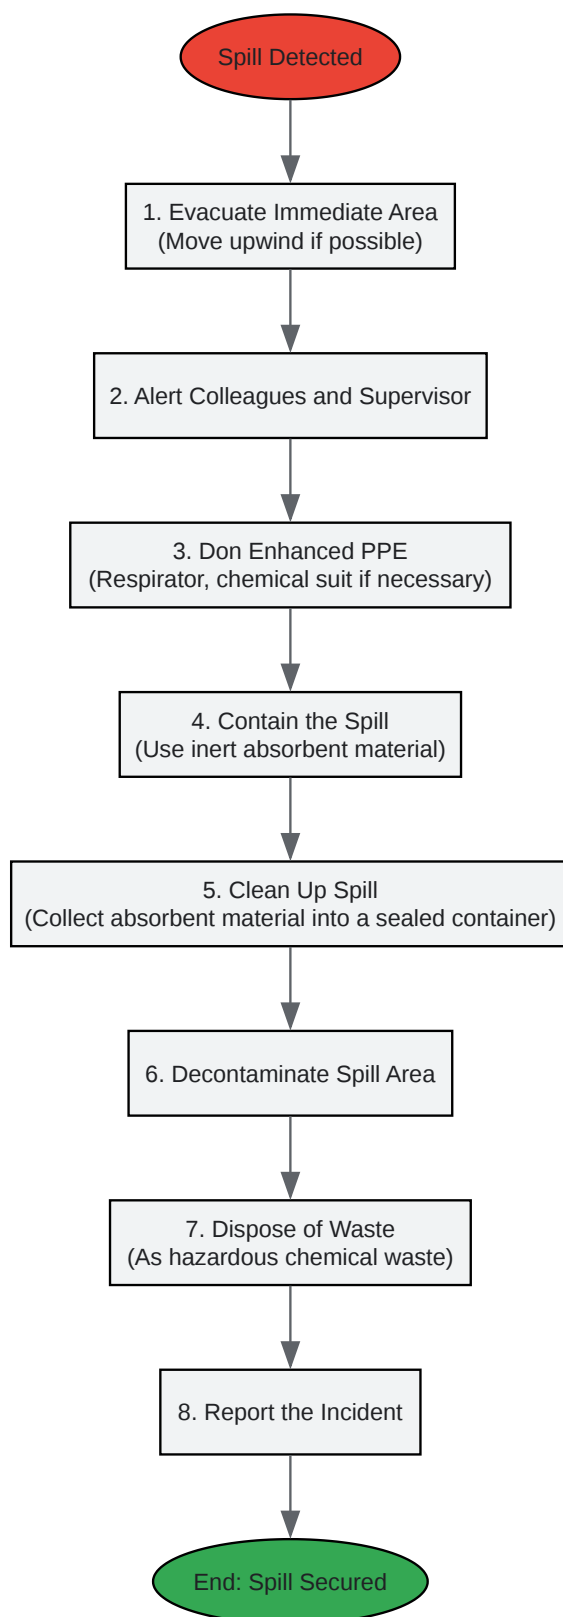 Spill Detected
1. Evacuate Immediate Area
(Move upwind if possible)
2. Alert Colleagues and Supervisor
3. Don Enhanced PPE
(Respirator, chemical suit if necessary)
4. Contain the Spill
(Use inert absorbent material)
5. Clean Up Spill
(Collect absorbent material into a sealed container)
6. Decontaminate Spill Area
7. Dispose of Waste
(As hazardous chemical waste)
8. Report the Incident
End: Spill Secured